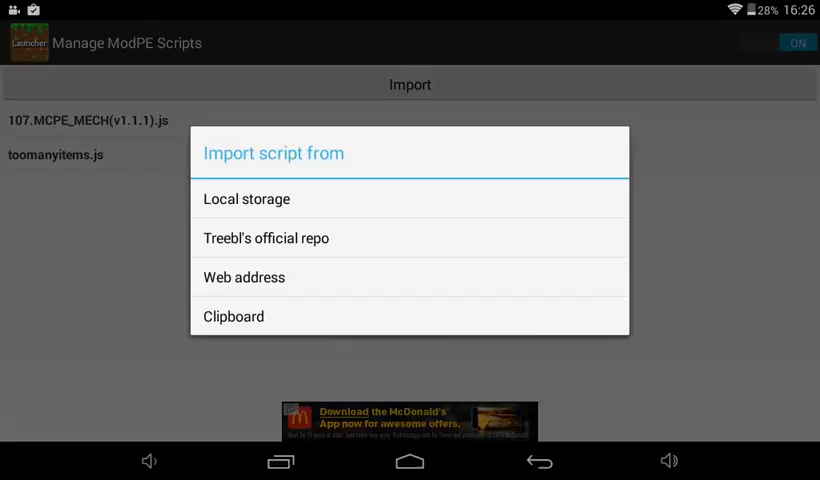 28% 16:26
Launcher Manage ModPE Scripts ON
Import
107.MCPE_MECH(v1.1.1).js
toomanyitems.js
Import script from
Local storage
Treebl's official repo
Web address
Clipboard
Download the McDonald's
App now for awesome offers.